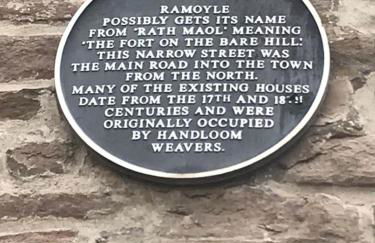 RAMOYLE
POSSIBLY GETS ITS NAME
FROM 'RATH MAOL' MEANING
'THE FORT ON THE BARE HILL'.
THIS NARROW STREET WAS
THE MAIN ROAD INTO THE TOWN
FROM THE NORTH.
MANY OF THE EXISTING HOUSES
DATE FROM THE 17TH AND 18TH
CENTURIES AND WERE
ORIGINALLY OCCUPIED
BY HANDLOOM
WEAVERS.